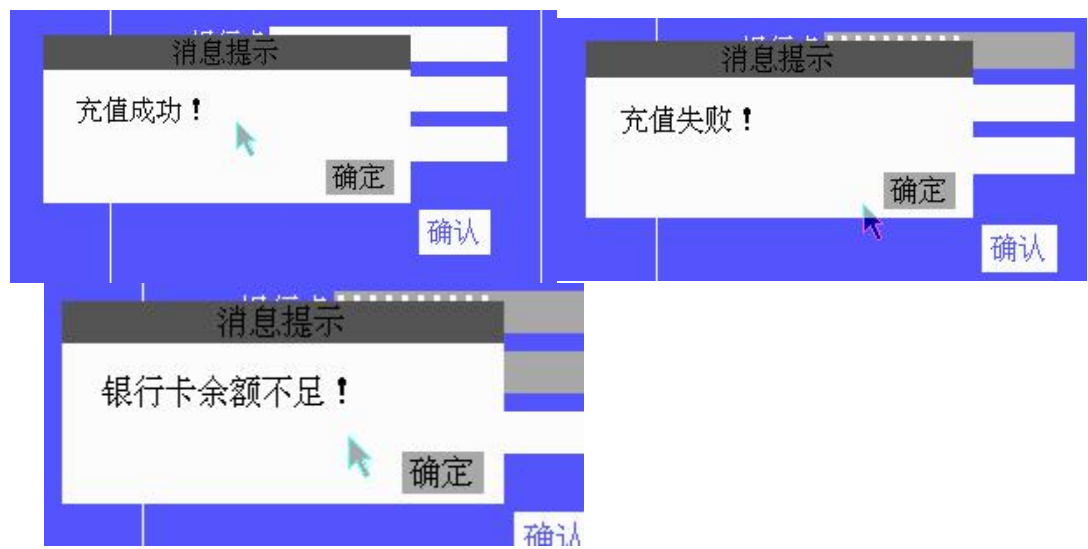 消息提示
充值成功！
确定
确认
消息提示
充值失败！
确定
确认
消息提示
银行卡余额不足！
确定
确认